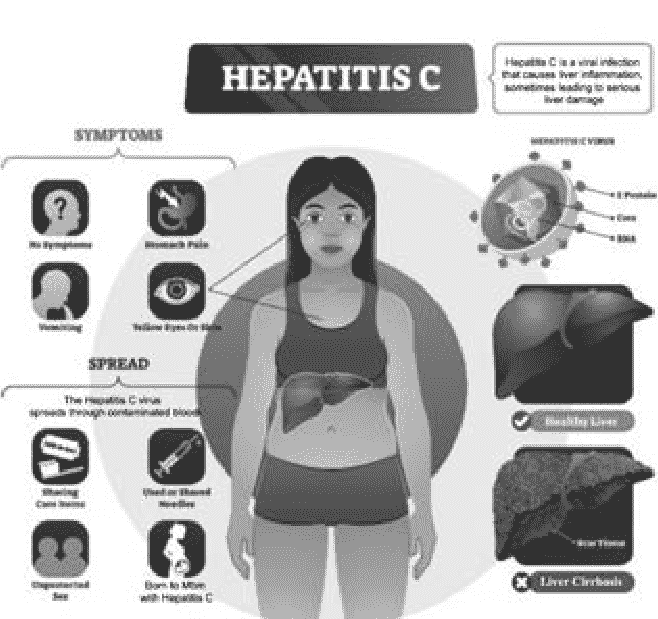 HEPATITIS C
Hepatitis C is a viral infection
that causes liver inflammation,
sometimes leading to serious
liver damage
SYMPTOMS
No Symptoms
Stomach Pain
Vomiting
Yellow Eyes Or Skin
SPREAD
The Hepatitis C virus
spreads through contaminated blood
Sharing
Care Items
Used or Shared
Needles
Unprotected
Sex
Born to Mom
with Hepatitis C
HEPATITIS C VIRUS
E Protein
Core
RNA
Healthy Liver
Scar Tissue
Liver Cirrhosis